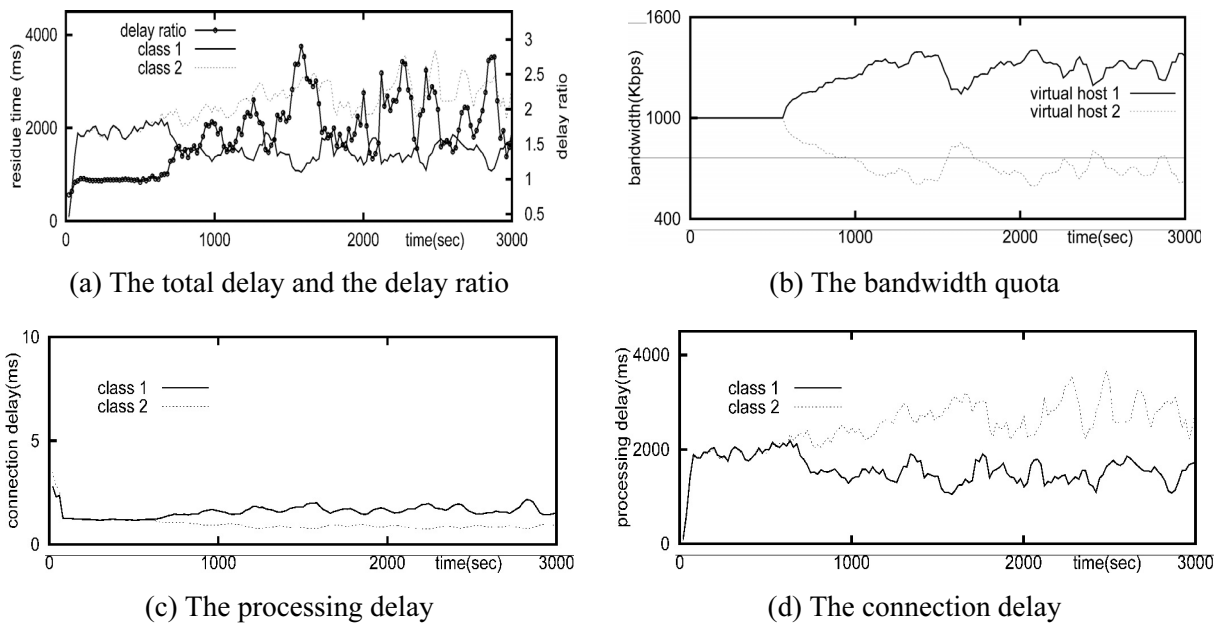 4000
2000
0
residue time (ms)
delay ratio
class 1
class 2
3
2.5
2
1.5
1
0.5
delay ratio
0
1000
2000
time(sec)
3000
(a) The total delay and the delay ratio
1600
1000
400
bandwidth(Kbps)
virtual host 1
virtual host 2
0
1000
2000
time(sec)
3000
(b) The bandwidth quota
10
5
0
connection delay(ms)
class 1
class 2
0
1000
2000
time(sec)
3000
(c) The processing delay
4000
2000
0
processing delay(ms)
class 1
class 2
0
1000
2000
time(sec)
3000
(d) The connection delay